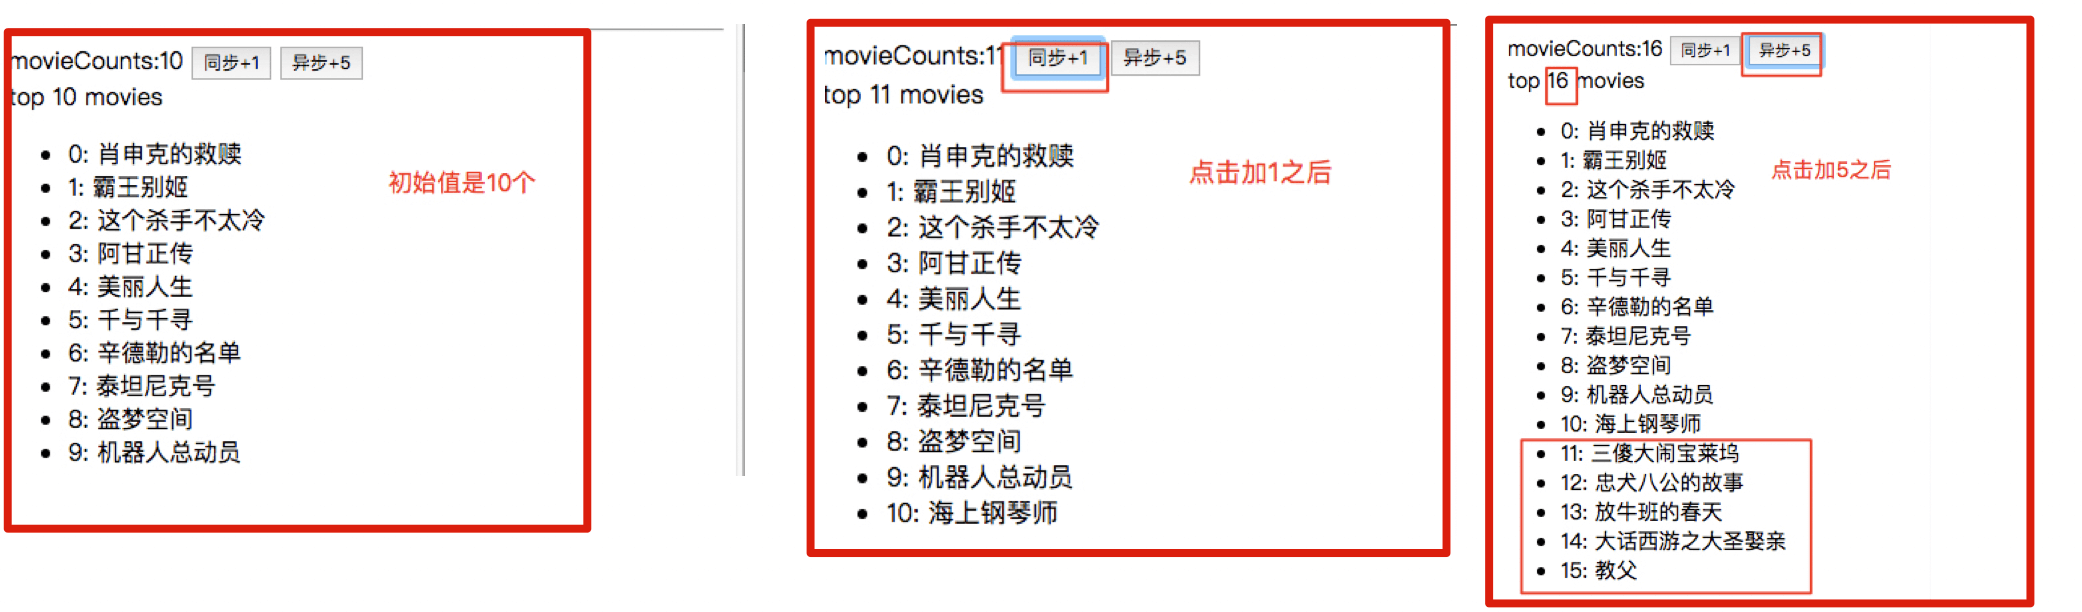 movieCounts:10 同步+1 异步+5
top 10 movies
0: 肖申克的救赎
1: 霸王别姬
2: 这个杀手不太冷
3: 阿甘正传
4: 美丽人生
5: 千与千寻
6: 辛德勒的名单
7: 泰坦尼克号
8: 盗梦空间
9: 机器人总动员
初始值是10个
movieCounts:11 同步+1 异步+5
top 11 movies
0: 肖申克的救赎
1: 霸王别姬
2: 这个杀手不太冷
3: 阿甘正传
4: 美丽人生
5: 千与千寻
6: 辛德勒的名单
7: 泰坦尼克号
8: 盗梦空间
9: 机器人总动员
10: 海上钢琴师
点击加1之后
movieCounts:16 同步+1 异步+5
top 16 movies
0: 肖申克的救赎
1: 霸王别姬
2: 这个杀手不太冷
3: 阿甘正传
4: 美丽人生
5: 千与千寻
6: 辛德勒的名单
7: 泰坦尼克号
8: 盗梦空间
9: 机器人总动员
10: 海上钢琴师
11: 三傻大闹宝莱坞
12: 忠犬八公的故事
13: 放牛班的春天
14: 大话西游之大圣娶亲
15: 教父
点击加5之后